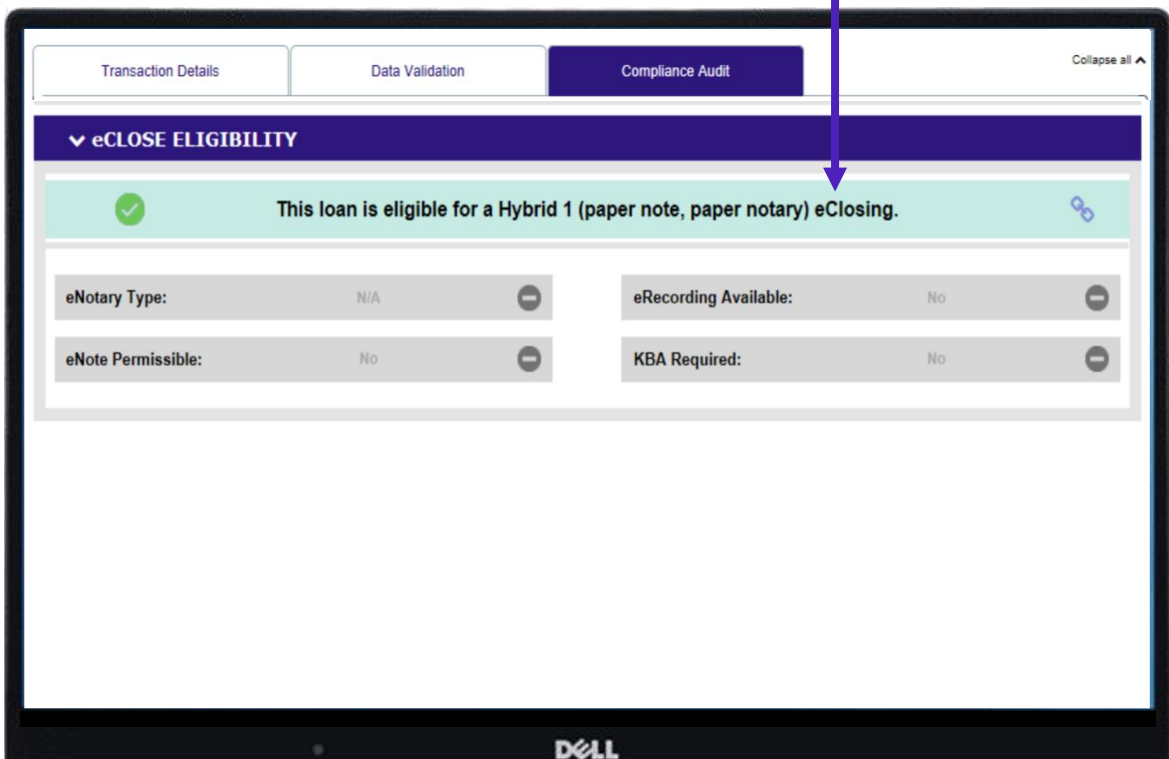 Transaction Details
Data Validation
Compliance Audit
Collapse all
eCLOSE ELIGIBILITY
This loan is eligible for a Hybrid 1 (paper note, paper notary) eClosing.
eNotary Type: N/A
eRecording Available: No
eNote Permissible: No
KBA Required: No
DELL